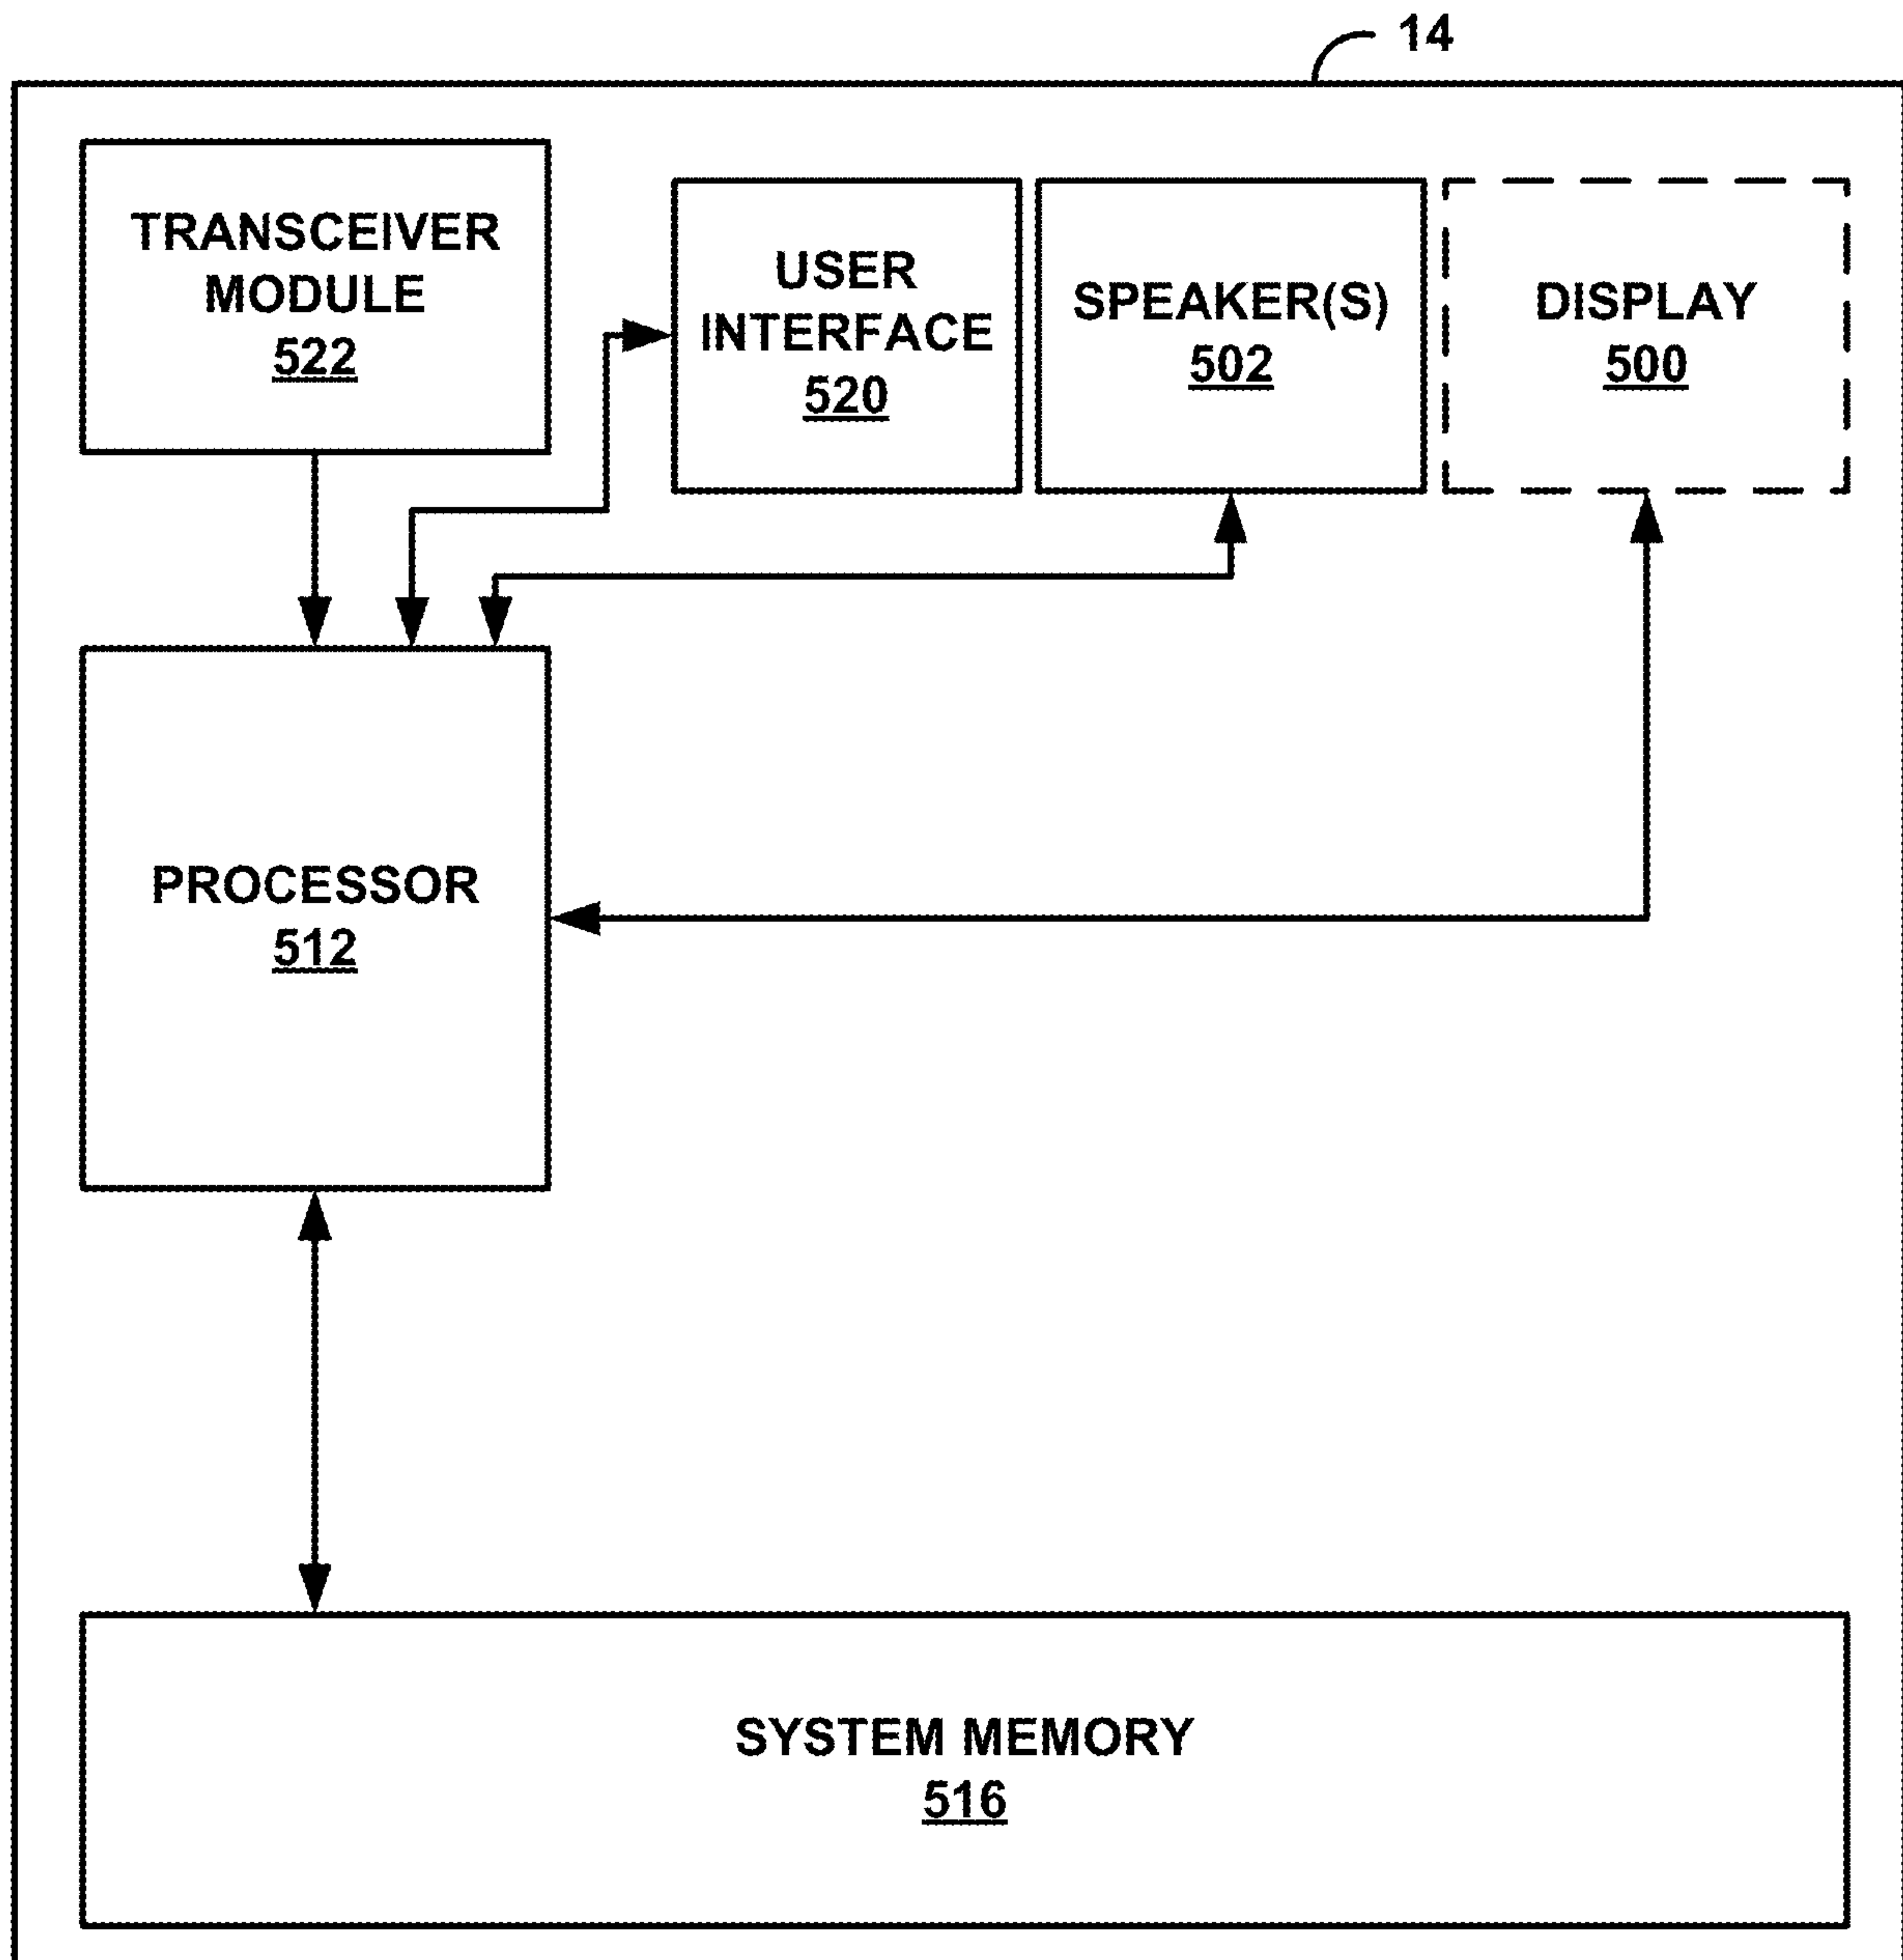 14
TRANSCEIVER
MODULE
522
USER
INTERFACE
520
SPEAKER(S)
502
DISPLAY
500
PROCESSOR
512
SYSTEM MEMORY
516